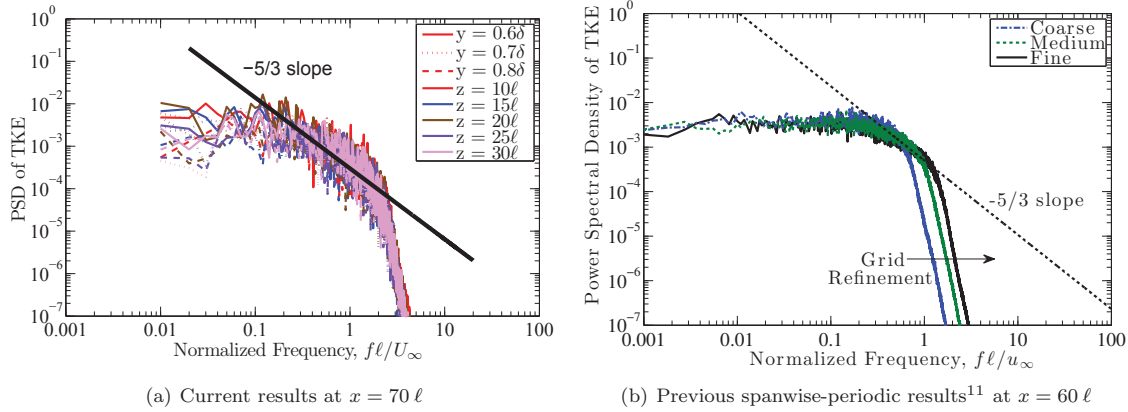 10^1
10^0
10^-1
10^-2
10^-3
10^-4
10^-5
10^-6
10^-7
PSD of TKE
0.001
0.01
0.1
1
10
100
Normalized Frequency, fℓ/U∞
−5/3 slope
y = 0.6δ
y = 0.7δ
y = 0.8δ
z = 10ℓ
z = 15ℓ
z = 20ℓ
z = 25ℓ
z = 30ℓ
(a) Current results at x = 70 ℓ
10^1
10^0
10^-1
10^-2
10^-3
10^-4
10^-5
10^-6
10^-7
Power Spectral Density of TKE
0.001
0.01
0.1
1
10
100
Normalized Frequency, fℓ/u∞
Coarse
Medium
Fine
-5/3 slope
Grid
Refinement
(b) Previous spanwise-periodic results^11 at x = 60 ℓ